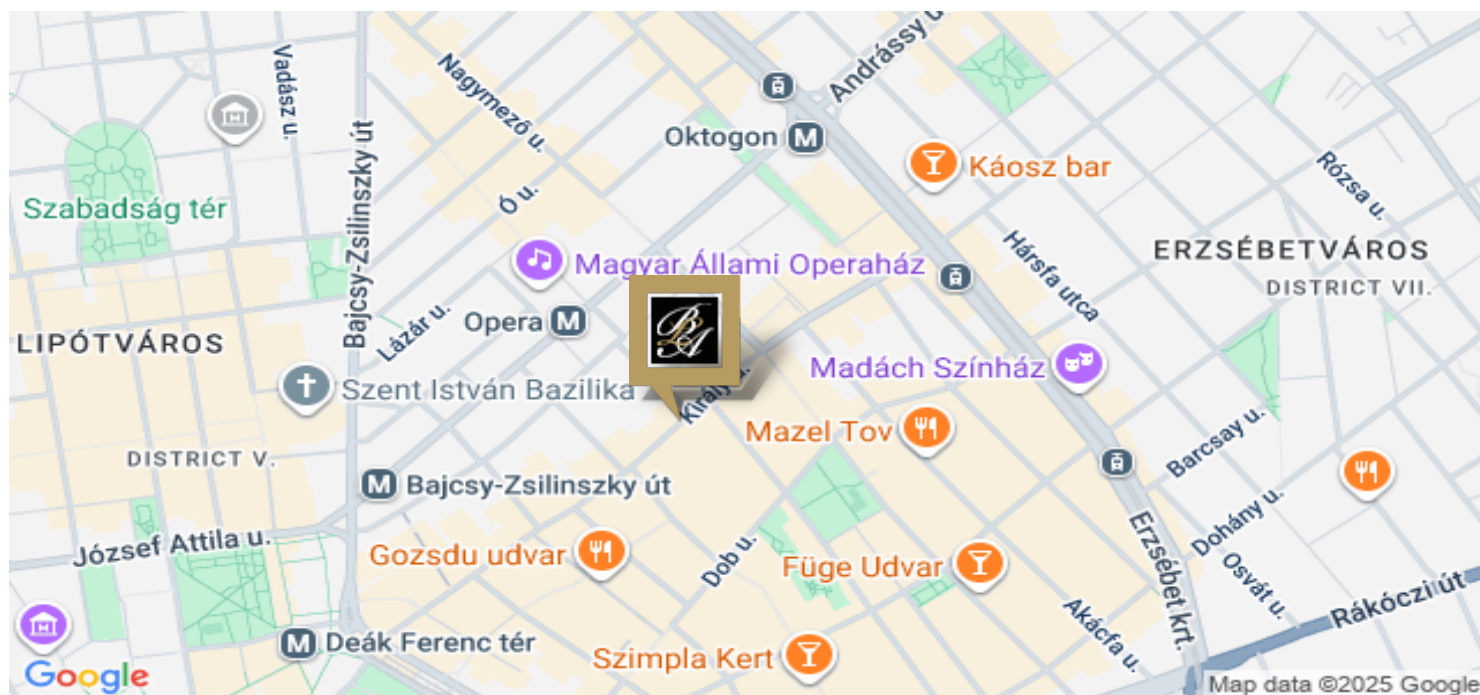 Vadász u.
Bajcsy-Zsilinszky út
Nagymező u.
Andrássy u.
Oktogon M
Káosz bar
Rózsa u.
Szabadság tér
Ó u.
Magyar Állami Operaház
Hársfa utca
ERZSÉBETVÁROS
DISTRICT VII.
Lázár u.
Opera M
BLA
LIPÓTVÁROS
Bajcsy-Zsilinszky út
Szent István Bazilika
Király u.
Madách Színház
Mazel Tov
Barcsay u.
DISTRICT V.
M Bajcsy-Zsilinszky út
József Attila u.
Gozsdu udvar
Dob u.
Füge Udvar
Erzsébet krt.
Dohány u.
Osvát u.
Akácfa u.
Rákóczi út
M Deák Ferenc tér
Szimpla Kert
Google
Map data ©2025 Google